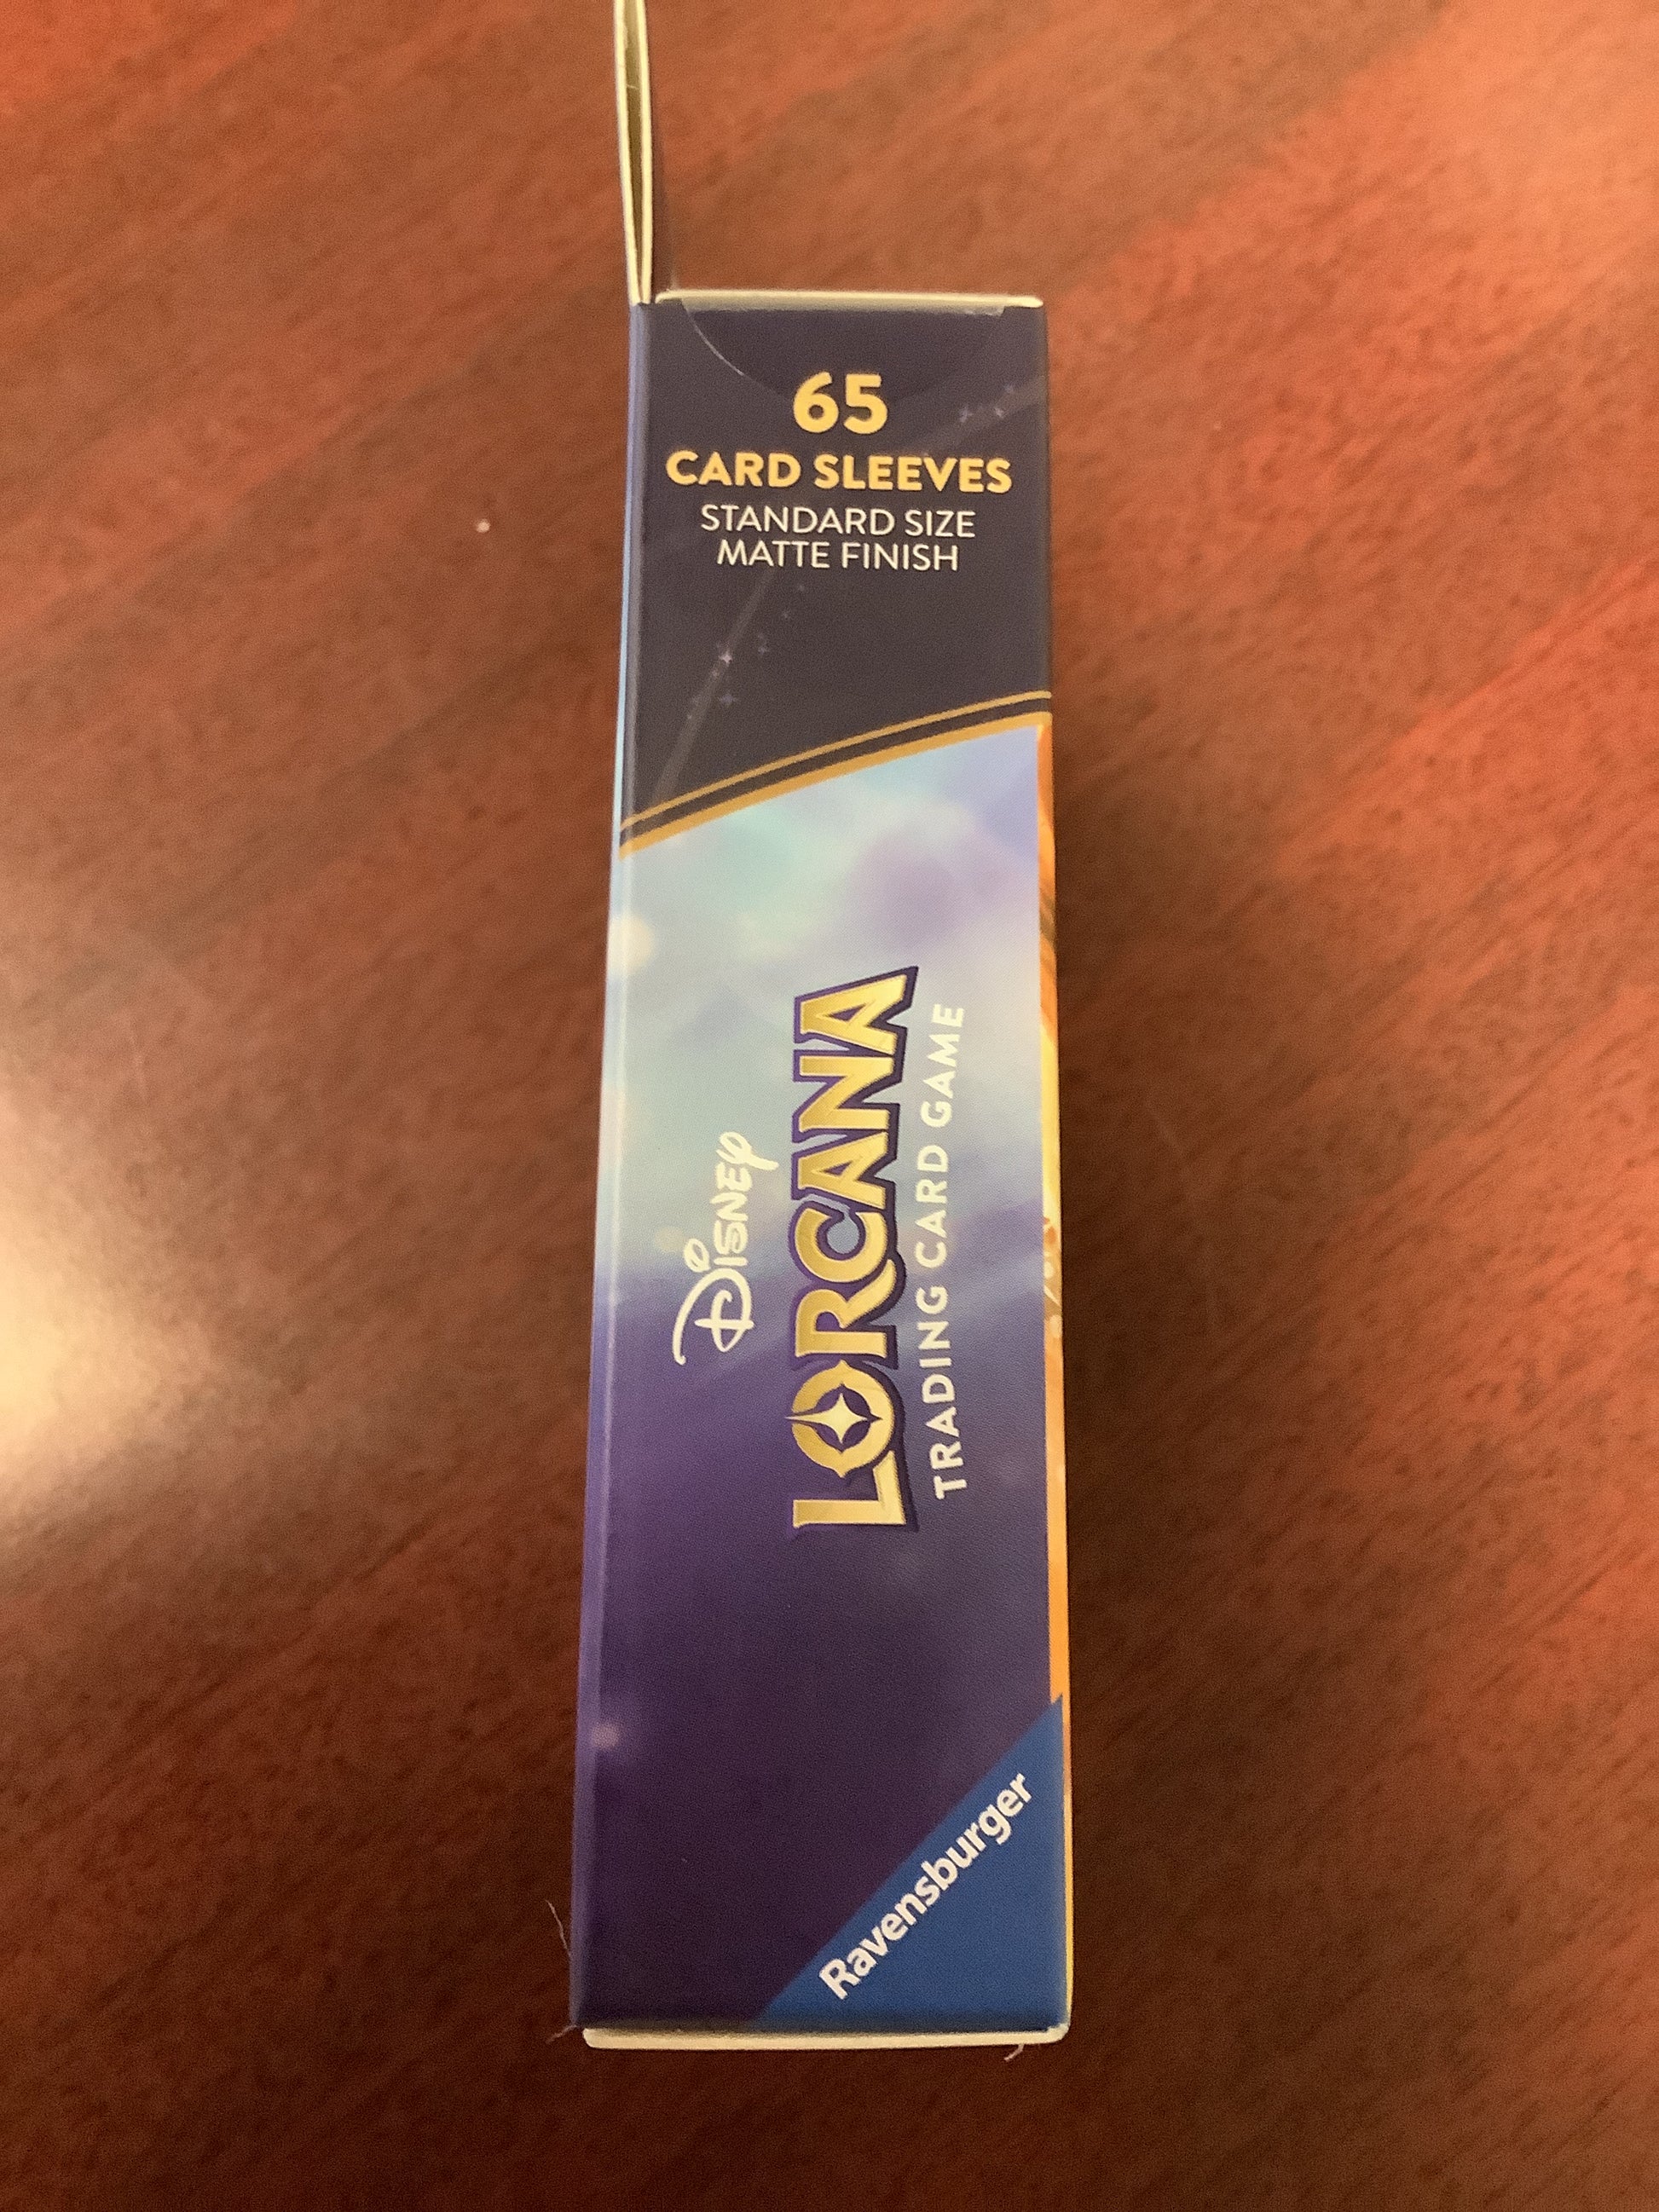 65
CARD SLEEVES
STANDARD SIZE
MATTE FINISH
Disney
LORCANA
TRADING CARD GAME
Ravensburger